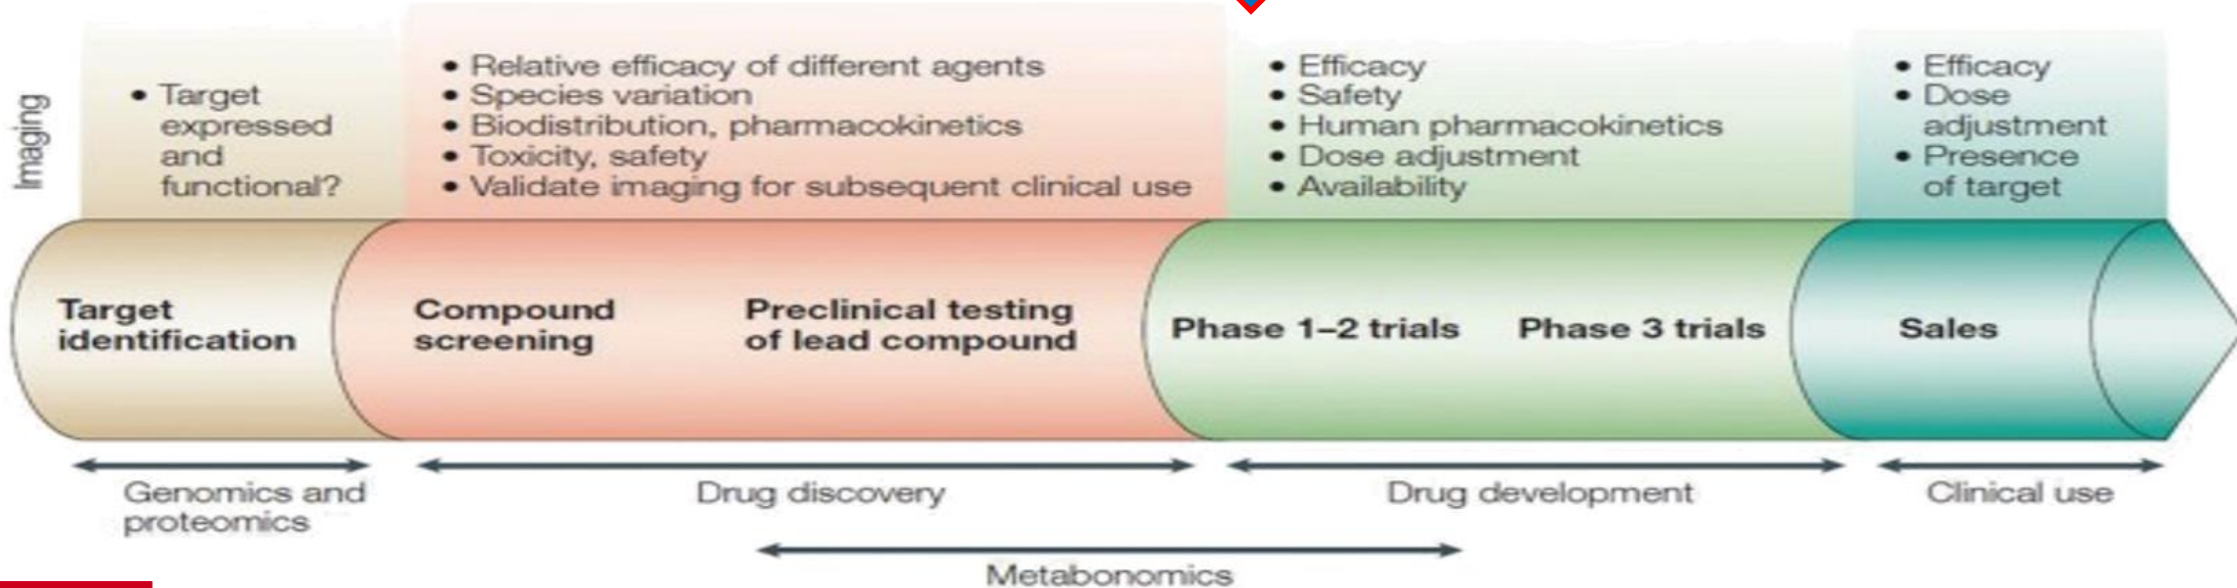 Imaging
• Target
expressed
and
functional?
• Relative efficacy of different agents
• Species variation
• Biodistribution, pharmacokinetics
• Toxicity, safety
• Validate imaging for subsequent clinical use
• Efficacy
• Safety
• Human pharmacokinetics
• Dose adjustment
• Availability
• Efficacy
• Dose
adjustment
• Presence
of target
Target
identification
Compound
screening
Preclinical testing
of lead compound
Phase 1–2 trials
Phase 3 trials
Sales
Genomics and
proteomics
Drug discovery
Drug development
Clinical use
Metabonomics